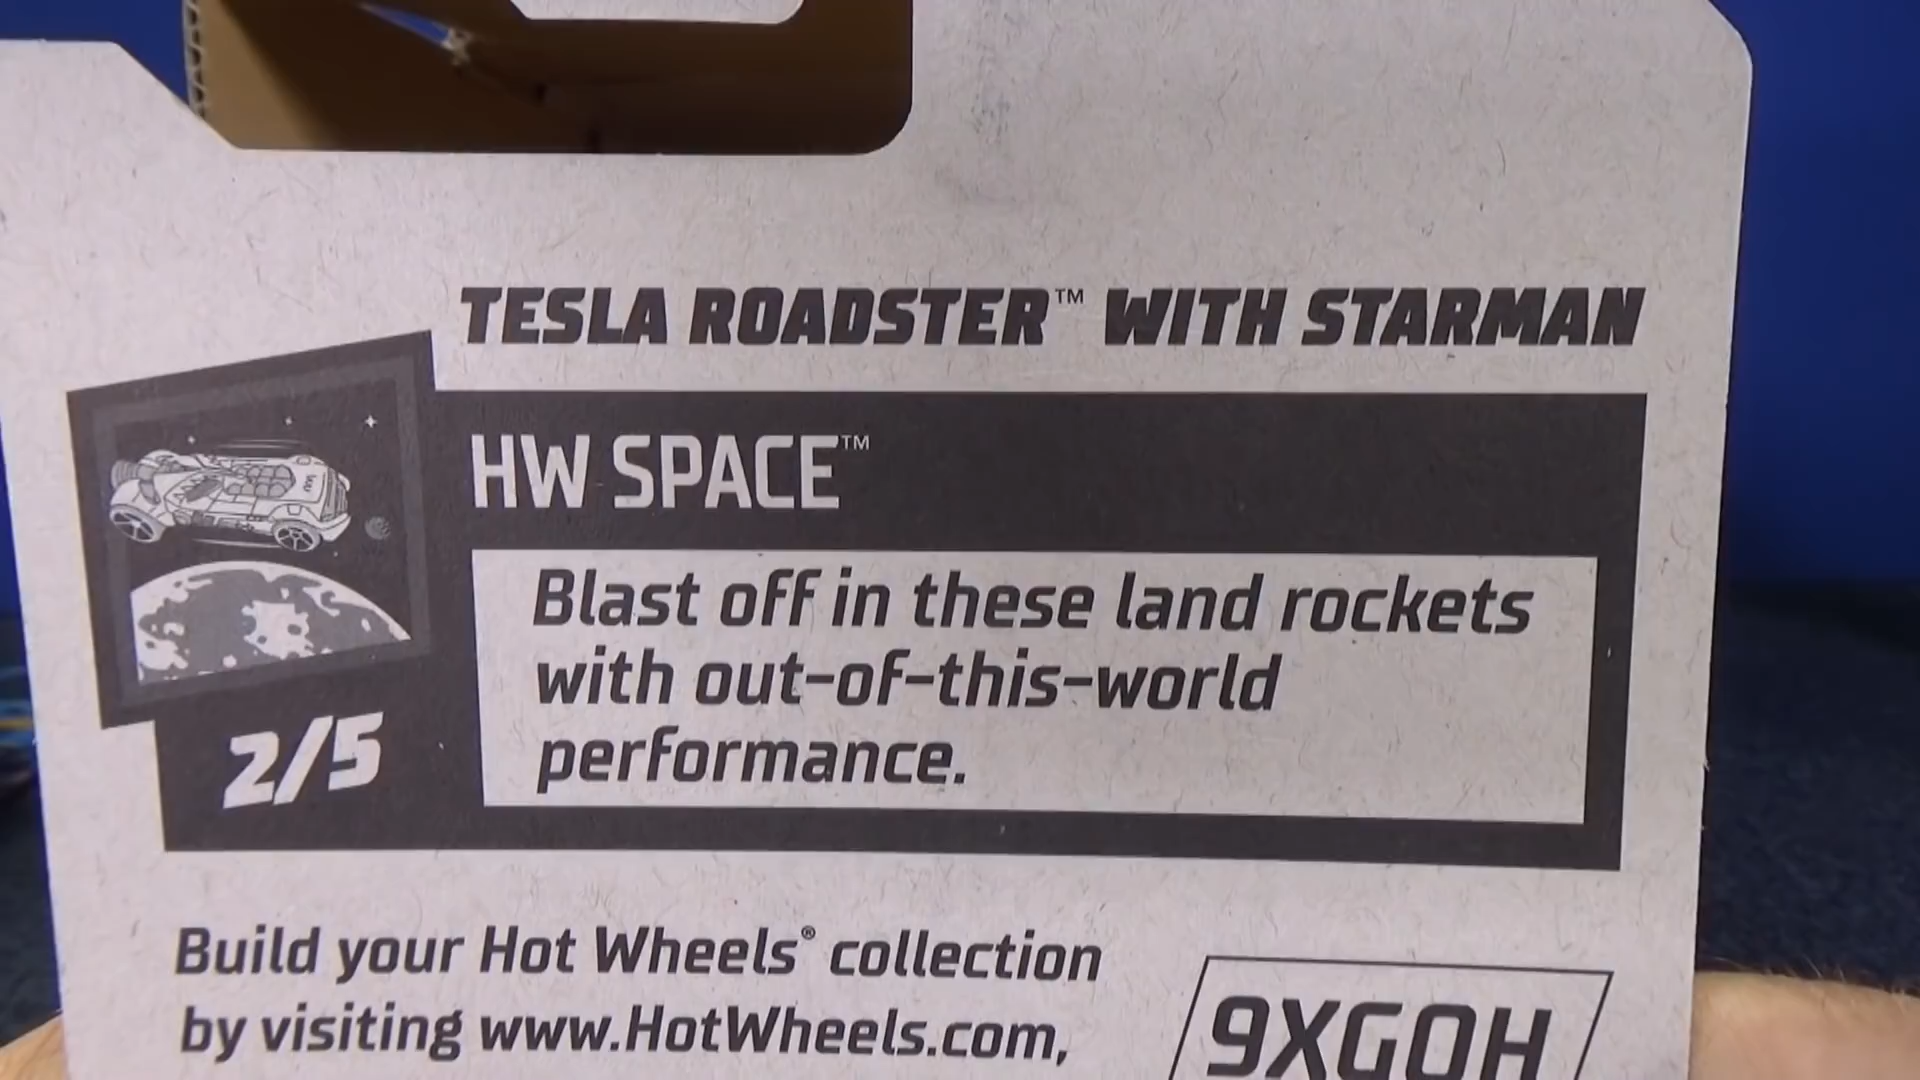 TESLA ROADSTER™ WITH STARMAN
HW SPACE™
Blast off in these land rockets
with out-of-this-world
performance.
2/5
Build your Hot Wheels® collection
by visiting www.HotWheels.com,
9XGOH